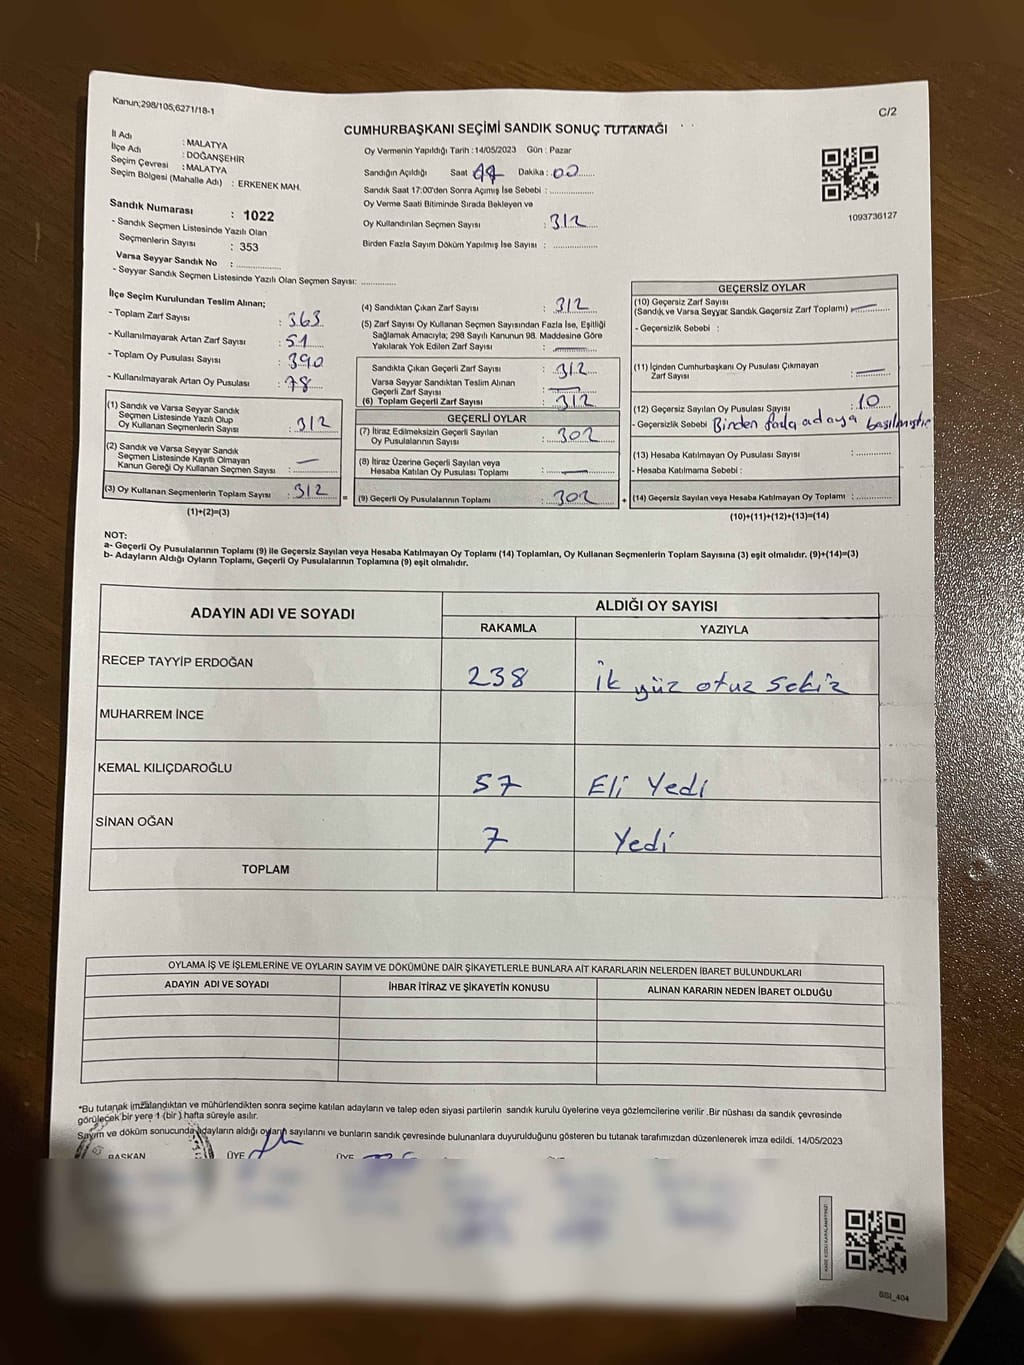 Kanun;298/105,6271/18-1
C/2
CUMHURBAŞKANI SEÇİMİ SANDIK SONUÇ TUTANAĞI
İl Adı : MALATYA
İlçe Adı : DOĞANŞEHİR
Seçim Çevresi : MALATYA
Seçim Bölgesi (Mahalle Adı) : ERKENEK MAH.
Sandık Numarası : 1022
- Sandık Seçmen Listesinde Yazılı Olan
Seçmenlerin Sayısı : 353
Varsa Seyyar Sandık No : ..............
- Seyyar Sandık Seçmen Listesinde Yazılı Olan Seçmen Sayısı: ............
Oy Vermenin Yapıldığı Tarih :14/05/2023 Gün : Pazar
Sandığın Açıldığı Saat Dakika : 00
Sandık Saat 17:00'den Sonra Açımış İse Sebebi : ..............
Oy Verme Saati Bitiminde Sırada Bekleyen ve
Oy Kullandırılan Seçmen Sayısı : 312
Birden Fazla Sayım Döküm Yapılmış İse Sayısı : ..............
1093736127
İlçe Seçim Kurulundan Teslim Alınan;
- Toplam Zarf Sayısı : 363
- Kullanılmayarak Artan Zarf Sayısı : 51
- Toplam Oy Pusulası Sayısı : 390
- Kullanılmayarak Artan Oy Pusulası : 78
(1) Sandık ve Varsa Seyyar Sandık
Seçmen Listesinde Yazılı Olup
Oy Kullanan Seçmenlerin Sayısı : 312
(2) Sandık ve Varsa Seyyar Sandık
Seçmen Listesinde Kayıtlı Olmayan
Kanun Gereği Oy Kullanan Seçmen Sayısı : —
(3) Oy Kullanan Seçmenlerin Toplam Sayısı : 312
(1)+(2)=(3)
=
(4) Sandıktan Çıkan Zarf Sayısı : 312
(5) Zarf Sayısı Oy Kullanan Seçmen Sayısından Fazla İse, Eşitliği
Sağlamak Amacıyla; 298 Sayılı Kanunun 98. Maddesine Göre
Yakılarak Yok Edilen Zarf Sayısı : —
Sandıkta Çıkan Geçerli Zarf Sayısı : 312
Varsa Seyyar Sandıktan Teslim Alınan
Geçerli Zarf Sayısı : —
(6) Toplam Geçerli Zarf Sayısı : 312
GEÇERLİ OYLAR
(7) İtiraz Edilmeksizin Geçerli Sayılan
Oy Pusulalarının Sayısı : 302
(8) İtiraz Üzerine Geçerli Sayılan veya
Hesaba Katılan Oy Pusulası Toplamı : —
(9) Geçerli Oy Pusulalarının Toplamı : 302
+
GEÇERSİZ OYLAR
(10) Geçersiz Zarf Sayısı
(Sandık ve Varsa Seyyar Sandık Geçersiz Zarf Toplamı) : —
- Geçersizlik Sebebi :
(11) İçinden Cumhurbaşkanı Oy Pusulası Çıkmayan
Zarf Sayısı : —
(12) Geçersiz Sayılan Oy Pusulası Sayısı : 10
- Geçersizlik Sebebi Birden fazla adaya basılmıştır
(13) Hesaba Katılmayan Oy Pusulası Sayısı : ............
- Hesaba Katılmama Sebebi :
(14) Geçersiz Sayılan veya Hesaba Katılmayan Oy Toplamı : ............
(10)+(11)+(12)+(13)=(14)
NOT:
a- Geçerli Oy Pusulalarının Toplamı (9) ile Geçersiz Sayılan veya Hesaba Katılmayan Oy Toplamı (14) Toplamları, Oy Kullanan Seçmenlerin Toplam Sayısına (3) eşit olmalıdır. (9)+(14)=(3)
b- Adayların Aldığı Oyların Toplamı, Geçerli Oy Pusulalarının Toplamına (9) eşit olmalıdır.
ADAYIN ADI VE SOYADI ALDIĞI OY SAYISI
RAKAMLA YAZIYLA
RECEP TAYYİP ERDOĞAN 238 İk yüz otuz sekiz
MUHARREM İNCE
KEMAL KILIÇDAROĞLU 57 Eli Yedi
SİNAN OĞAN 7 Yedi
TOPLAM
OYLAMA İŞ VE İŞLEMLERİNE VE OYLARIN SAYIM VE DÖKÜMÜNE DAİR ŞİKAYETLERLE BUNLARA AİT KARARLARIN NELERDEN İBARET BULUNDUKLARI
ADAYIN ADI VE SOYADI İHBAR İTİRAZ VE ŞİKAYETİN KONUSU ALINAN KARARIN NEDEN İBARET OLDUĞU
*Bu tutanak imzalandıktan ve mühürlendikten sonra seçime katılan adayların ve talep eden siyasi partilerin sandık kurulu üyelerine veya gözlemcilerine verilir .Bir nüshası da sandık çevresinde
görülecek bir yere 1 (bir ) hafta süreyle asılır.
Sayım ve döküm sonucunda adayların aldığı oyların sayılarını ve bunların sandık çevresinde bulunanlara duyurulduğunu gösteren bu tutanak tarafımızdan düzenlenerek imza edildi. 14/05/2023
BAŞKAN ÜYE ÜYE
SSI_404